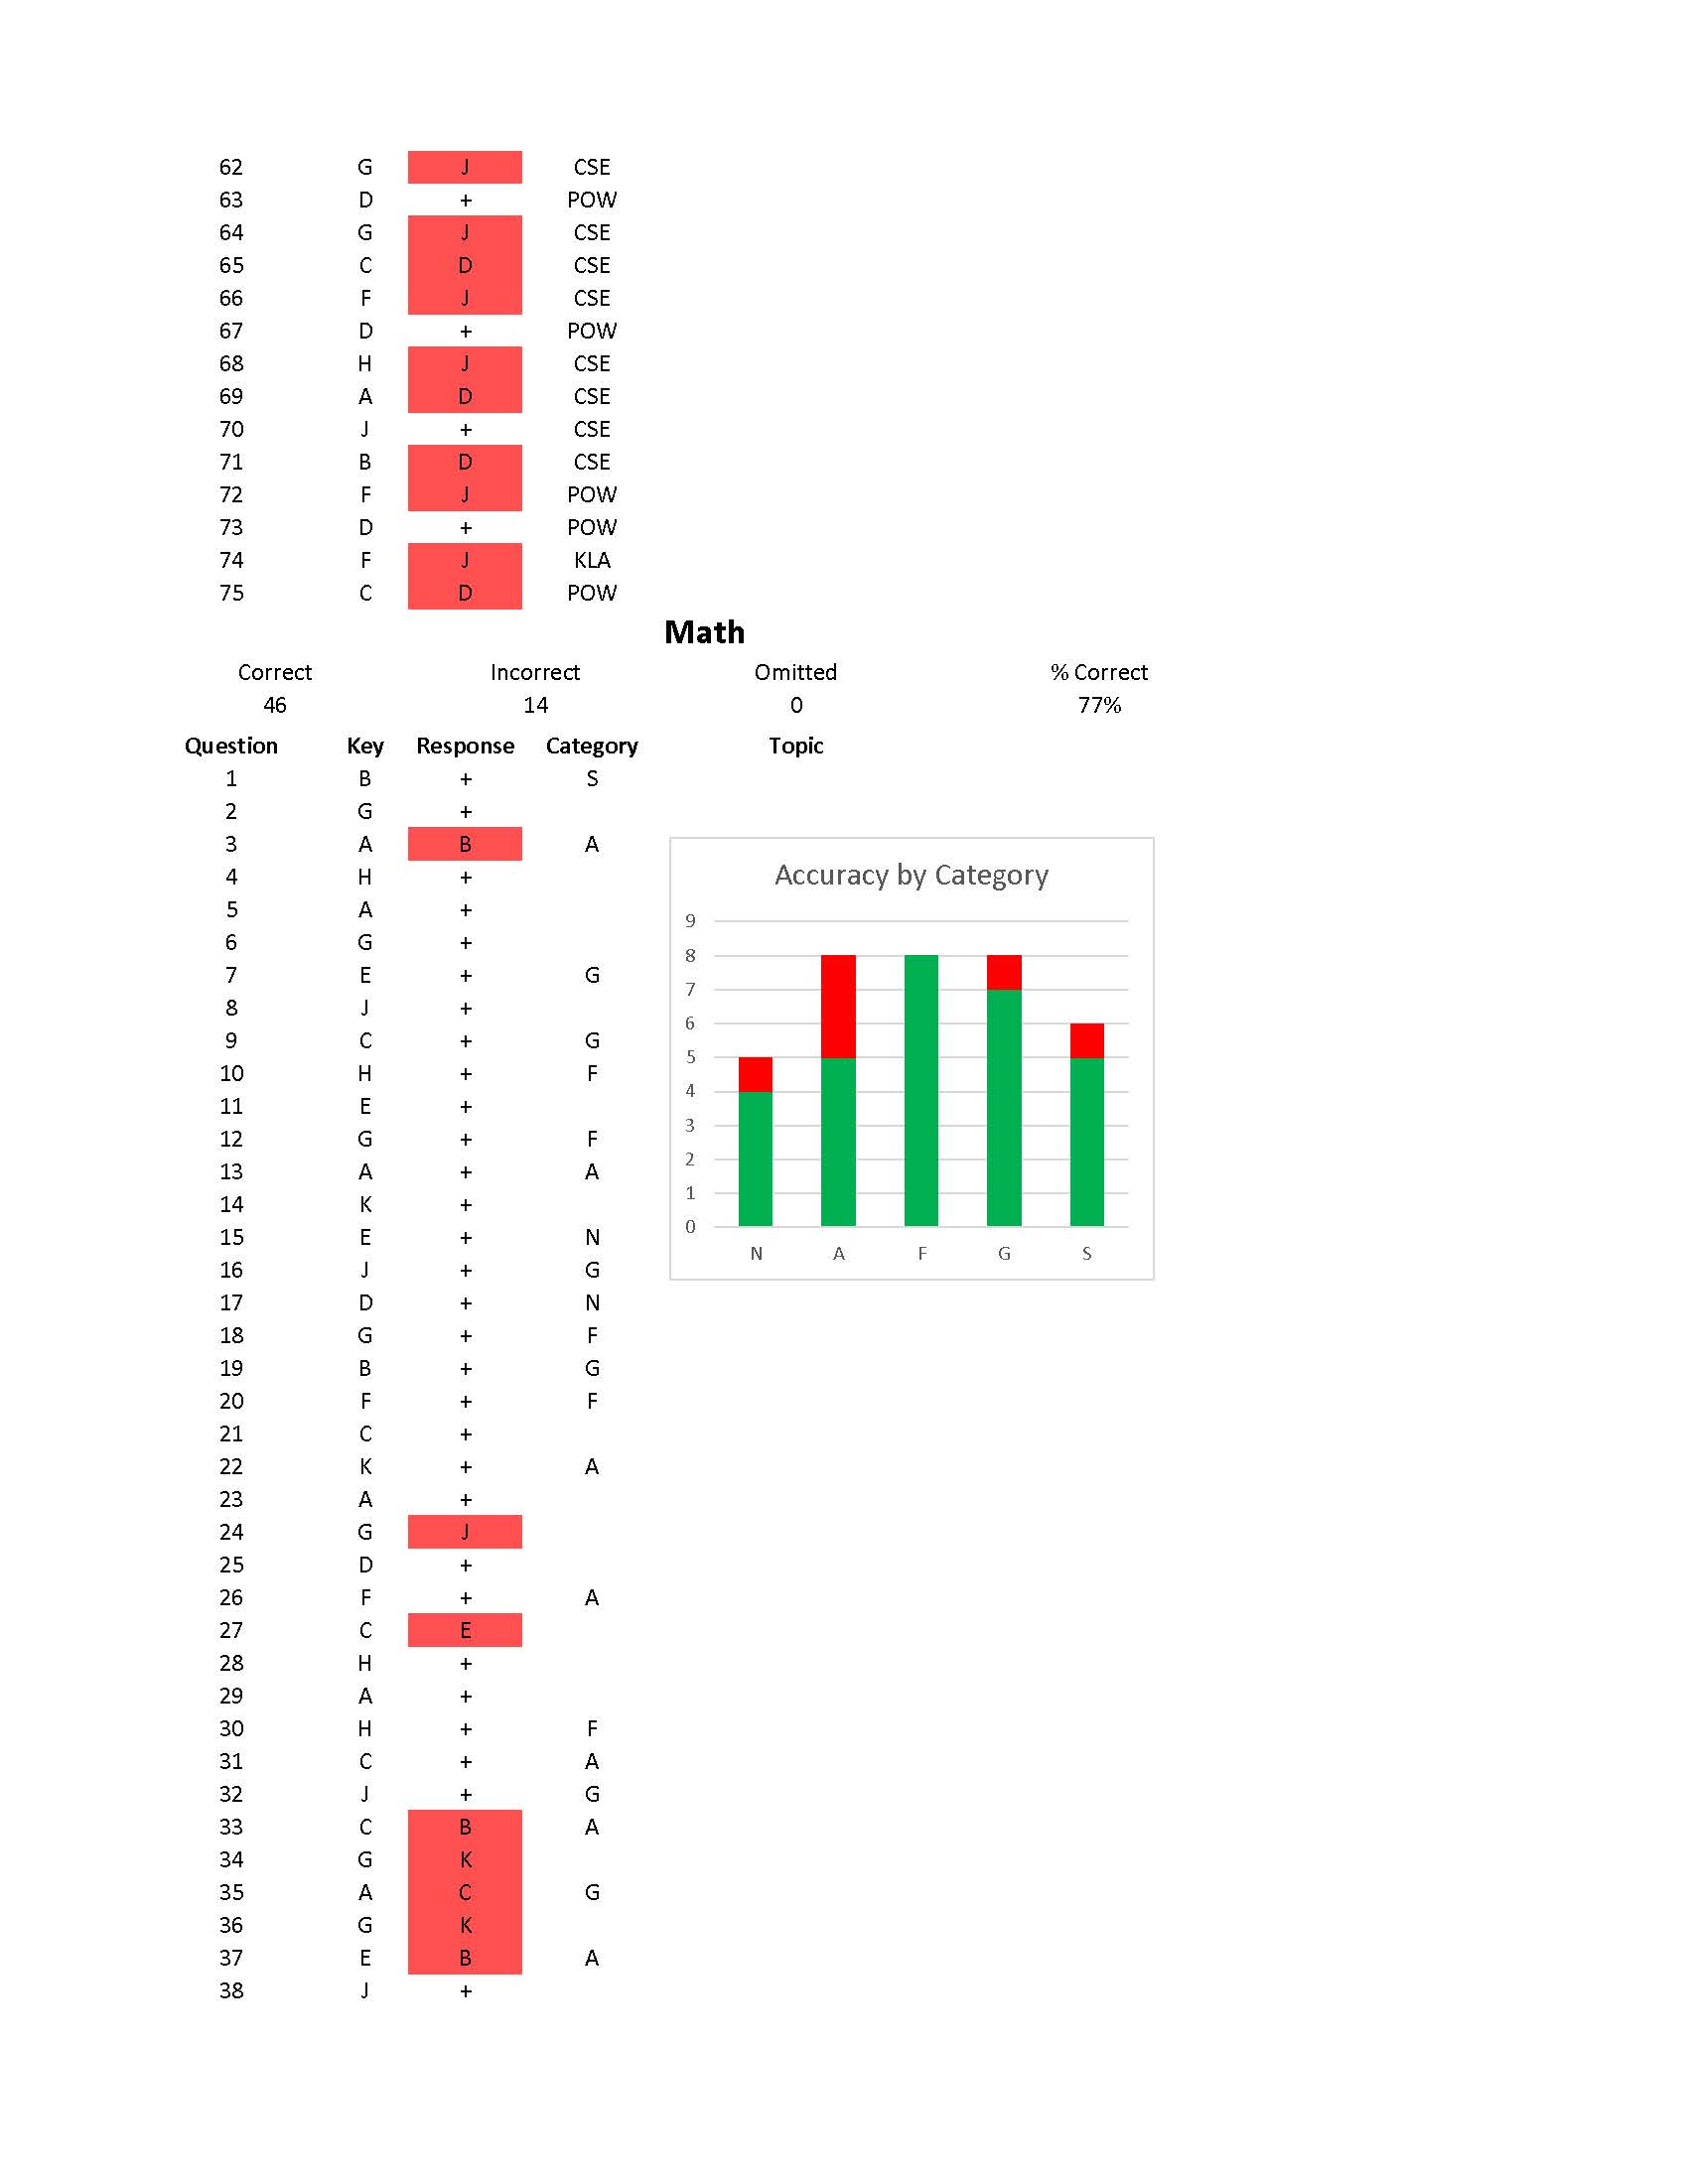 62 G J CSE
63 D + POW
64 G J CSE
65 C D CSE
66 F J CSE
67 D + POW
68 H J CSE
69 A D CSE
70 J + CSE
71 B D CSE
72 F J POW
73 D + POW
74 F J KLA
75 C D POW
Math
Correct Incorrect Omitted % Correct
46 14 0 77%
Question Key Response Category Topic
1 B + S
2 G +
3 A B A
4 H +
5 A +
6 G +
7 E + G
8 J +
9 C + G
10 H + F
11 E +
12 G + F
13 A + A
14 K +
15 E + N
16 J + G
17 D + N
18 G + F
19 B + G
20 F + F
21 C +
22 K + A
23 A +
24 G J
25 D +
26 F + A
27 C E
28 H +
29 A +
30 H + F
31 C + A
32 J + G
33 C B A
34 G K
35 A C G
36 G K
37 E B A
38 J +
Accuracy by Category
9
8
7
6
5
4
3
2
1
0
N A F G S